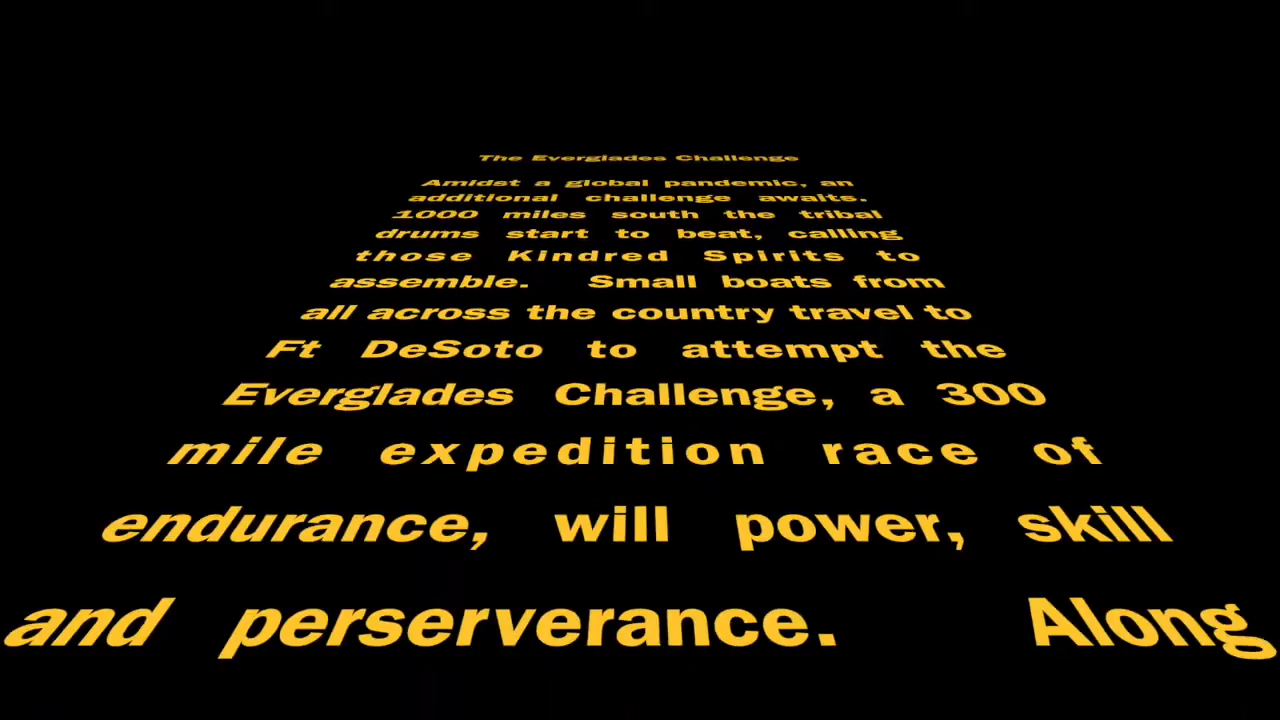 The Everglades Challenge
Amidst a global pandemic, an
additional challenge awaits.
1000 miles south the tribal
drums start to beat, calling
those Kindred Spirits to
assemble. Small boats from
all across the country travel to
Ft DeSoto to attempt the
Everglades Challenge, a 300
mile expedition race of
endurance, will power, skill
and perserverance. Along